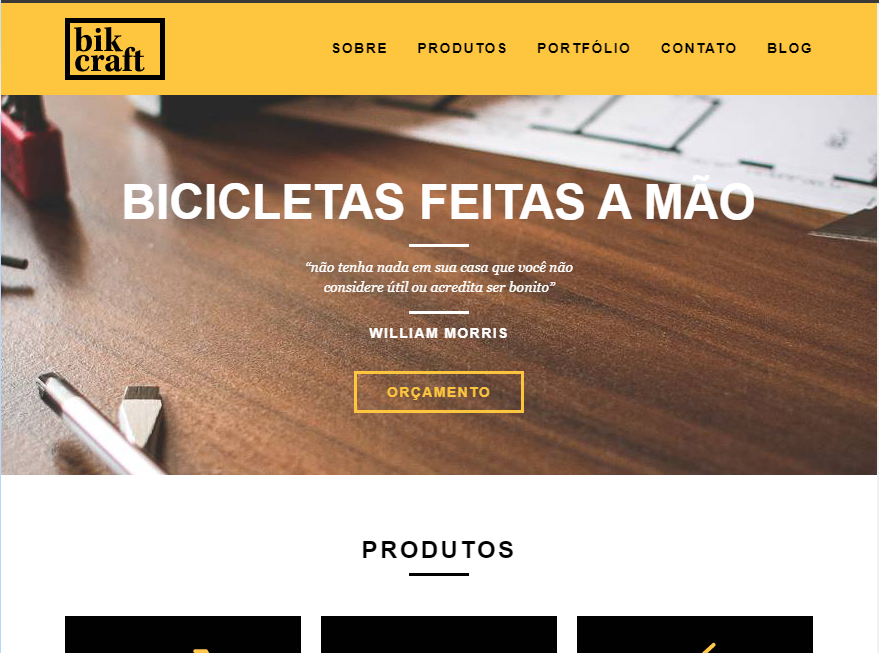 bik
craft
SOBRE PRODUTOS PORTFÓLIO CONTATO BLOG
BICICLETAS FEITAS A MÃO
“não tenha nada em sua casa que você não
considere útil ou acredita ser bonito”
WILLIAM MORRIS
ORÇAMENTO
PRODUTOS